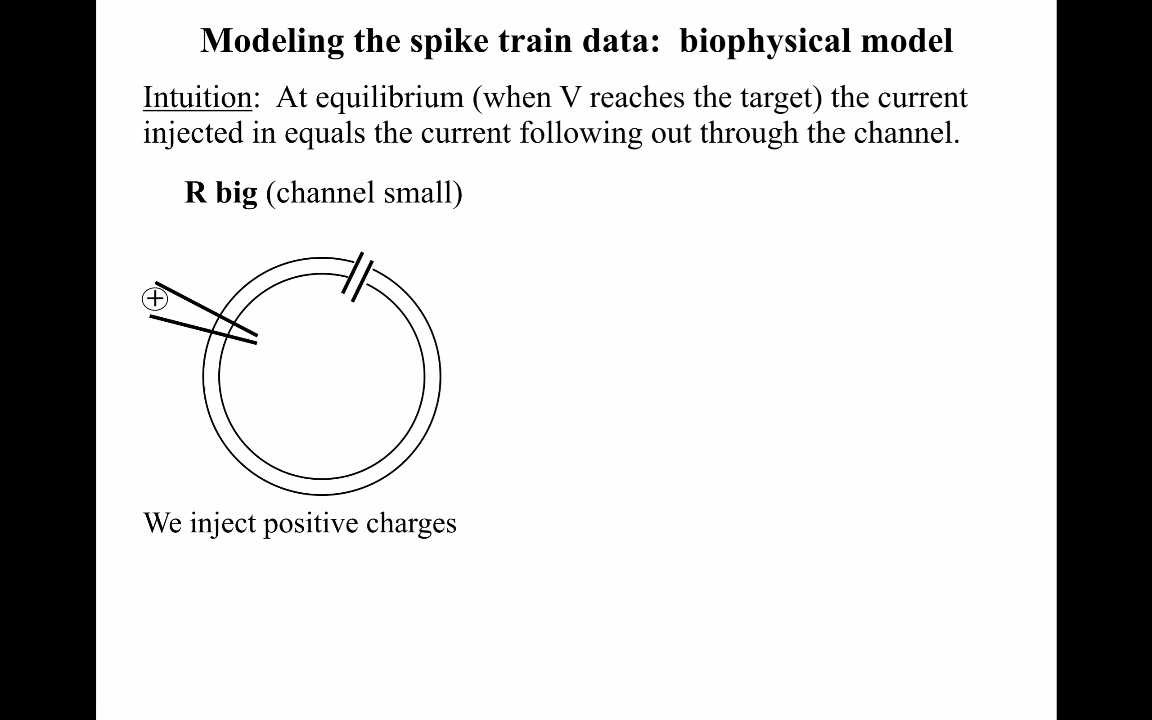 Modeling the spike train data: biophysical model
Intuition: At equilibrium (when V reaches the target) the current
injected in equals the current following out through the channel.
R big (channel small)
+
We inject positive charges